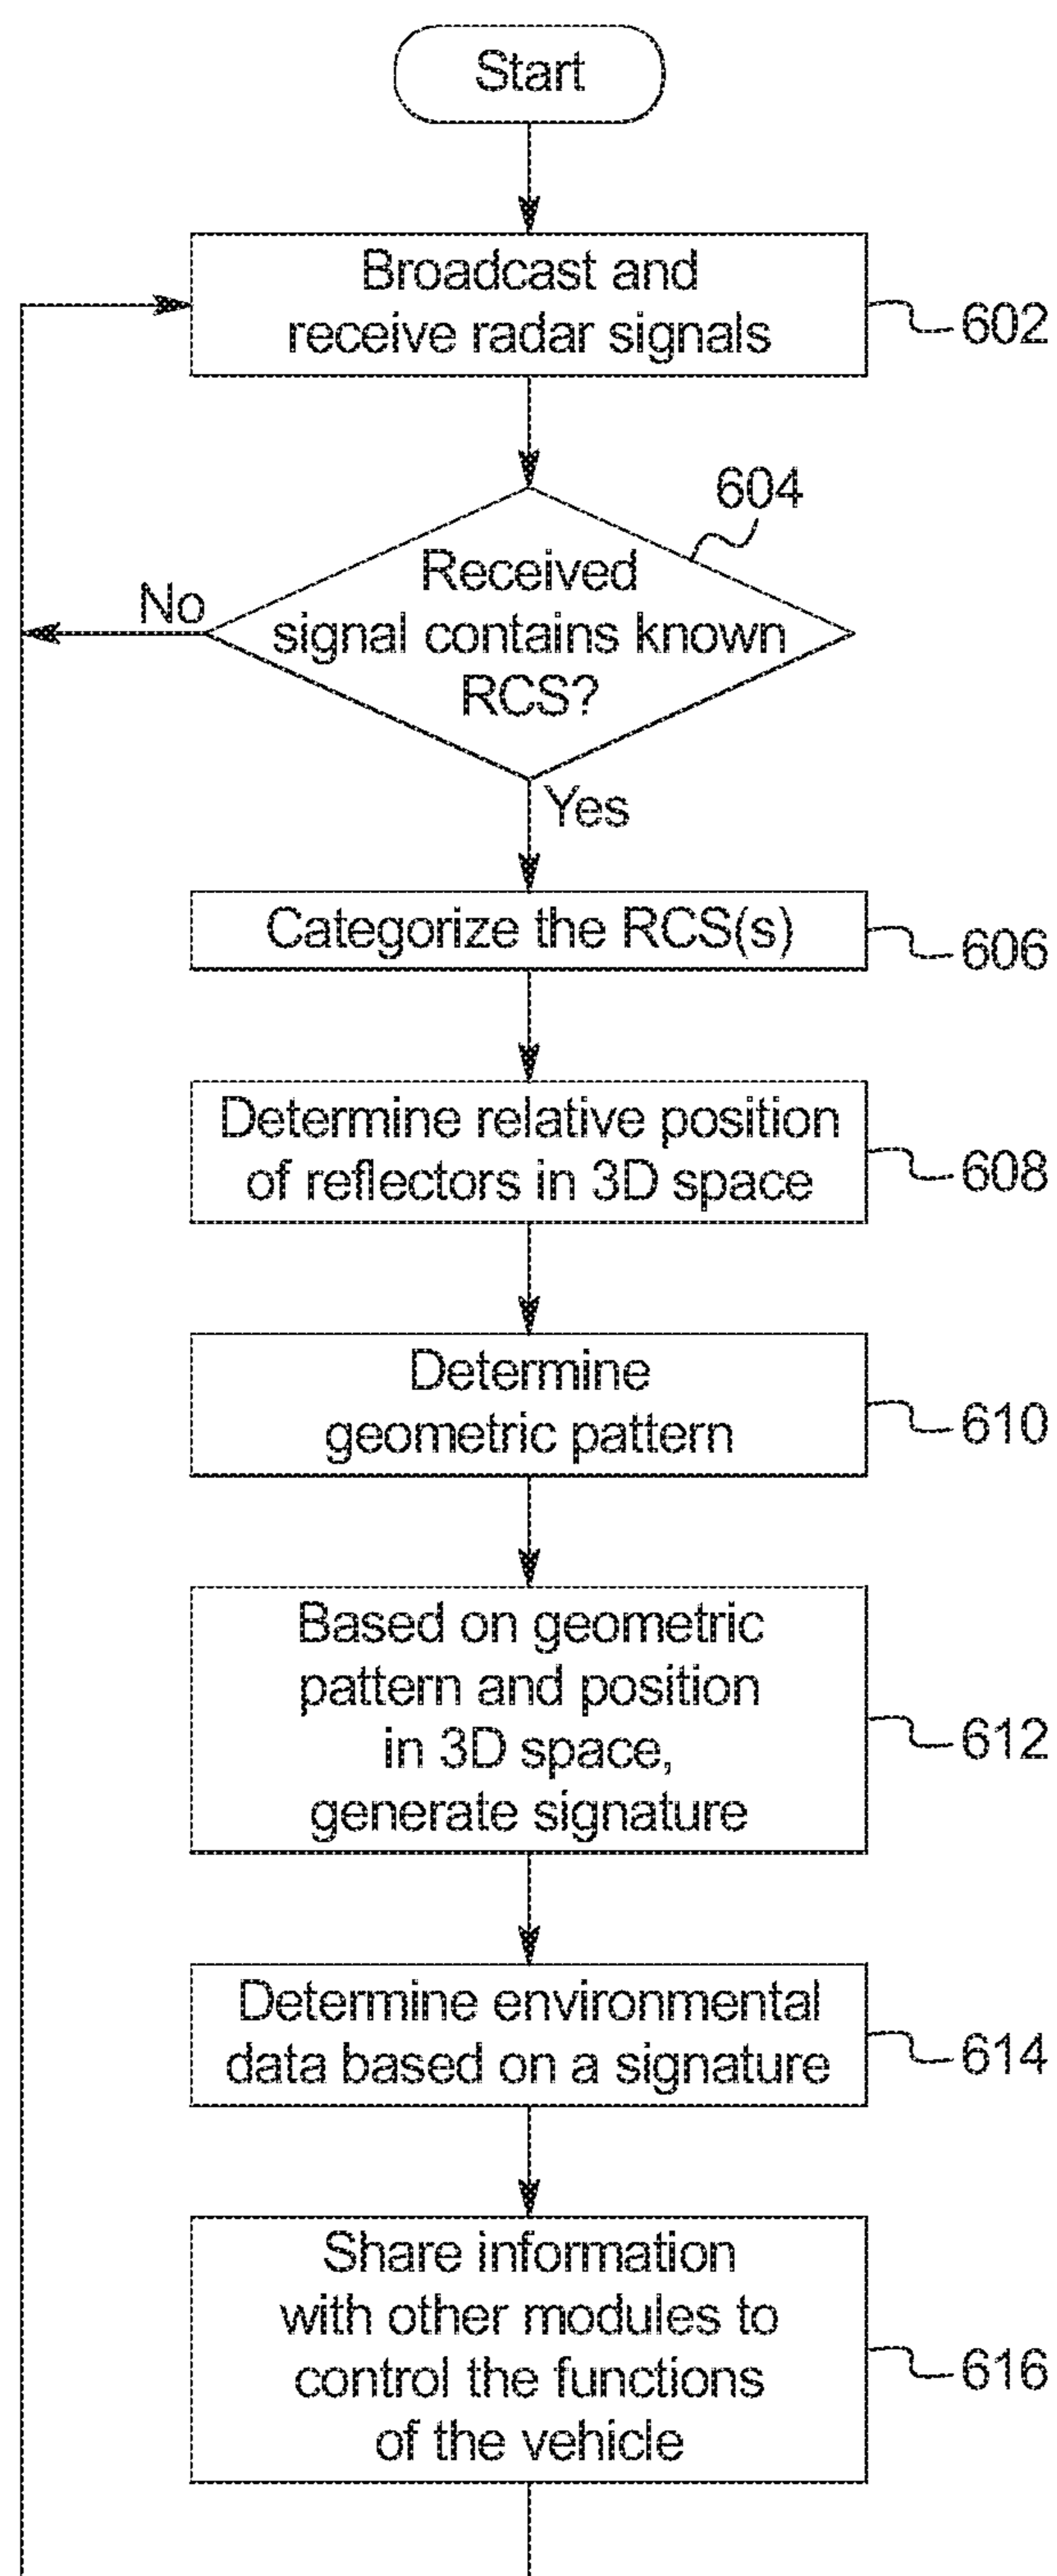 Start
Broadcast and
receive radar signals
602
604
Received
signal contains known
RCS?
No
Yes
Categorize the RCS(s)
606
Determine relative position
of reflectors in 3D space
608
Determine
geometric pattern
610
Based on geometric
pattern and position
in 3D space,
generate signature
612
Determine environmental
data based on a signature
614
Share information
with other modules to
control the functions
of the vehicle
616